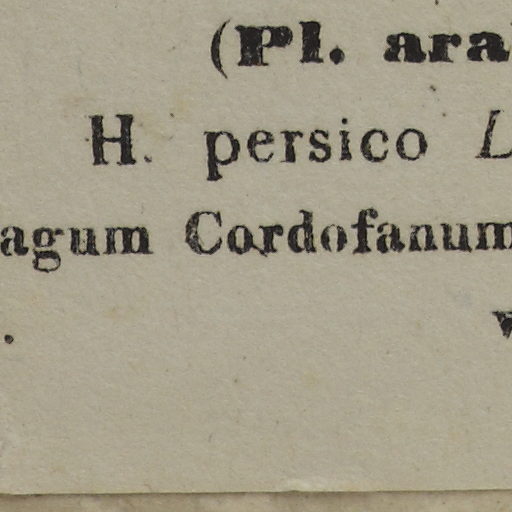 (Pl. ara
H. persico L
agum Cordofanum
.